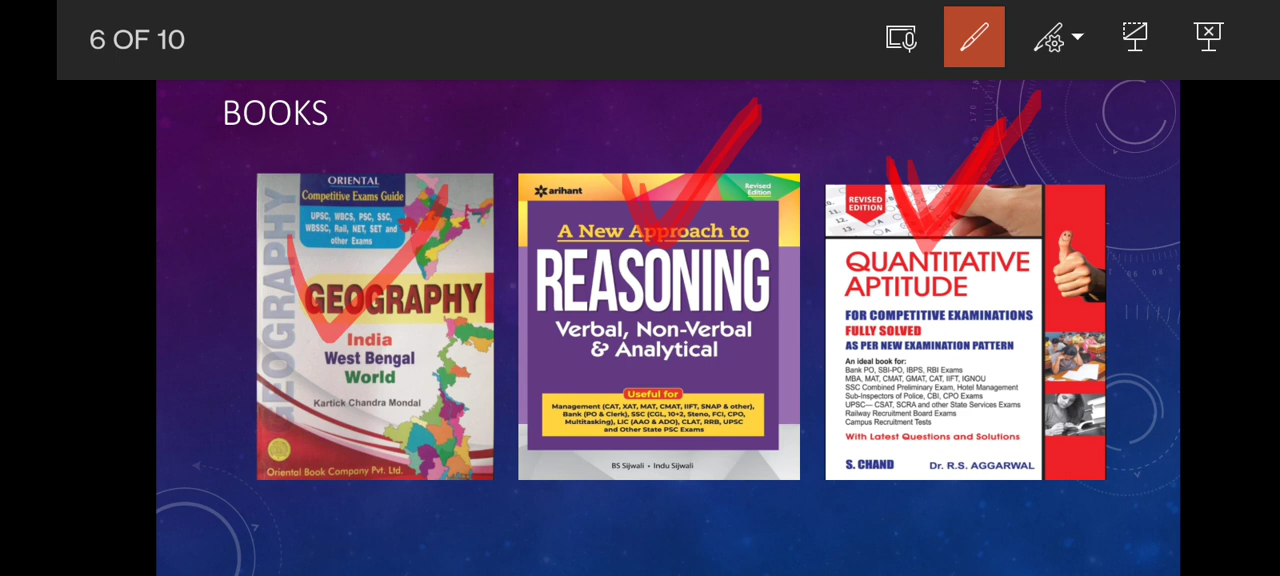 6 OF 10
BOOKS
ORIENTAL
Competitive Exams Guide
UPSC, WBCS, PSC, SSC,
WBSSC, Rail, NET, SET and
other Exams
GEOGRAPHY
GEOGRAPHY
India
West Bengal
World
Kartick Chandra Mondal
Oriental Book Company Pvt. Ltd.
arihant
Revised
Edition
A New Approach to
REASONING
Verbal, Non-Verbal
& Analytical
Useful for
Management (CAT, XAT, MAT, CMAT, IIFT, SNAP & other),
Bank (PO & Clerk), SSC (CGL, 10+2, Steno, FCI, CPO,
Multitasking), LIC (AAO & ADO), CLAT, RRB, UPSC
and Other State PSC Exams
BS Sijwali • Indu Sijwali
REVISED
EDITION
QUANTITATIVE
APTITUDE
FOR COMPETITIVE EXAMINATIONS
FULLY SOLVED
AS PER NEW EXAMINATION PATTERN
An ideal book for:
Bank PO, SBI-PO, IBPS, RBI Exams
MBA, MAT, CMAT, GMAT, CAT, IIFT, IGNOU
SSC Combined Preliminary Exam, Hotel Management
Sub-Inspectors of Police, CBI, CPO Exams
UPSC— CSAT, SCRA and other State Services Exams
Railway Recruitment Board Exams
Campus Recruitment Tests
With Latest Questions and Solutions
S. CHAND
Dr. R.S. AGGARWAL